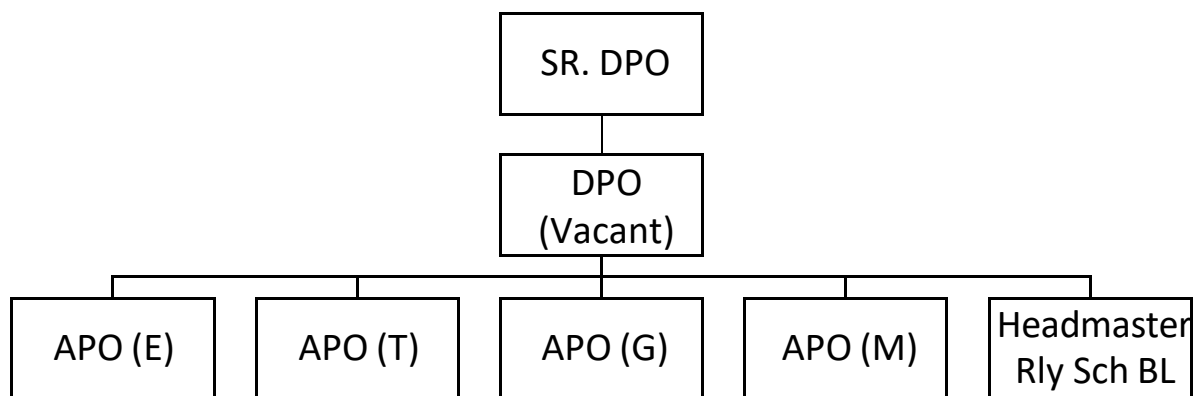 SR. DPO
DPO
(Vacant)
APO (E)
APO (T)
APO (G)
APO (M)
Headmaster
Rly Sch BL